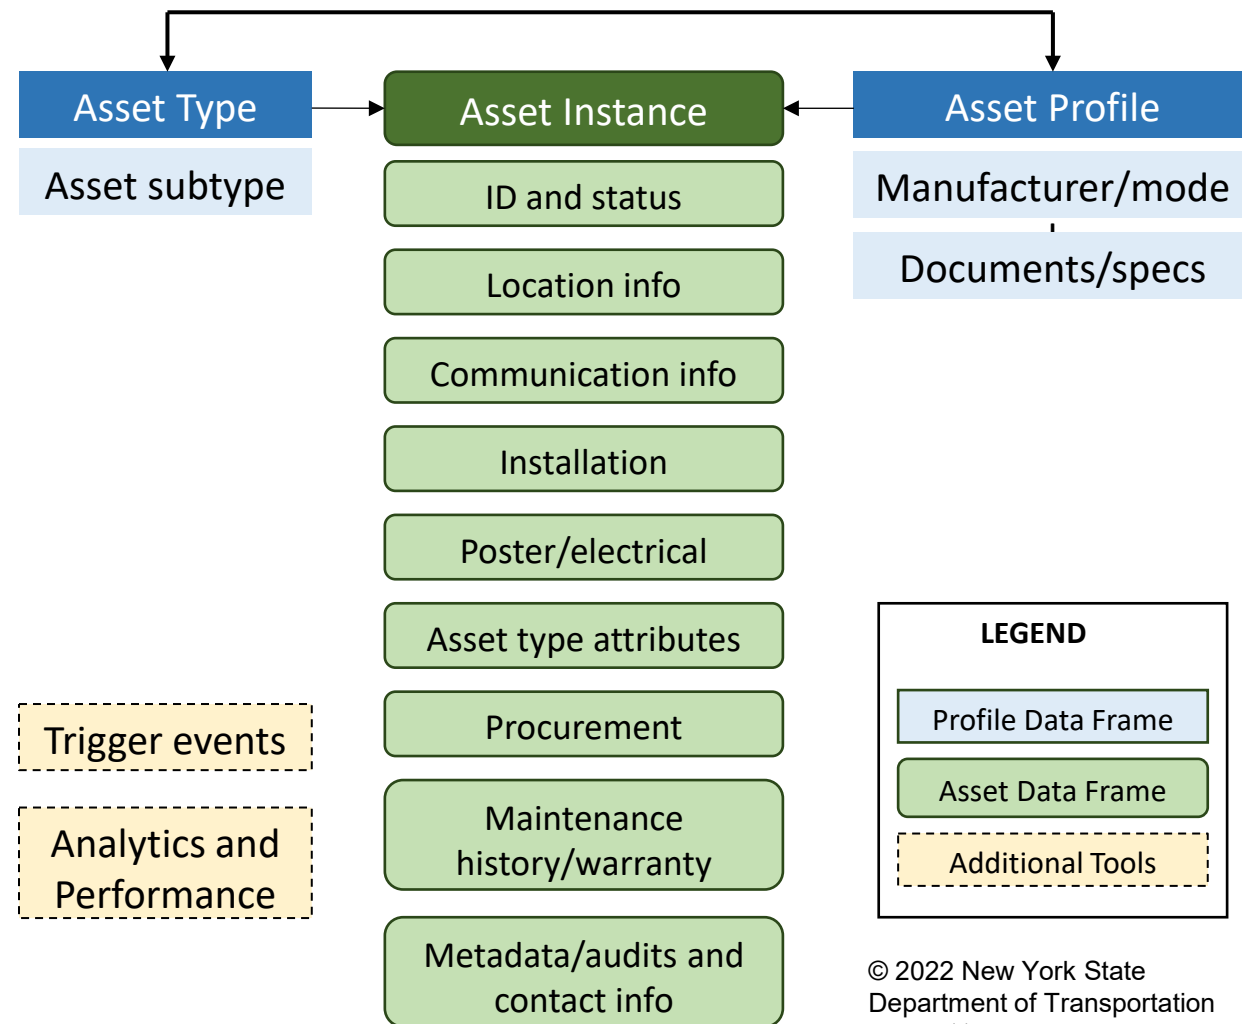 Asset Type
Asset subtype
Asset Instance
ID and status
Location info
Communication info
Installation
Poster/electrical
Asset type attributes
Procurement
Maintenance
history/warranty
Metadata/audits and
contact info
Asset Profile
Manufacturer/mode
Documents/specs
Trigger events
Analytics and
Performance
LEGEND
Profile Data Frame
Asset Data Frame
Additional Tools
© 2022 New York State
Department of Transportation